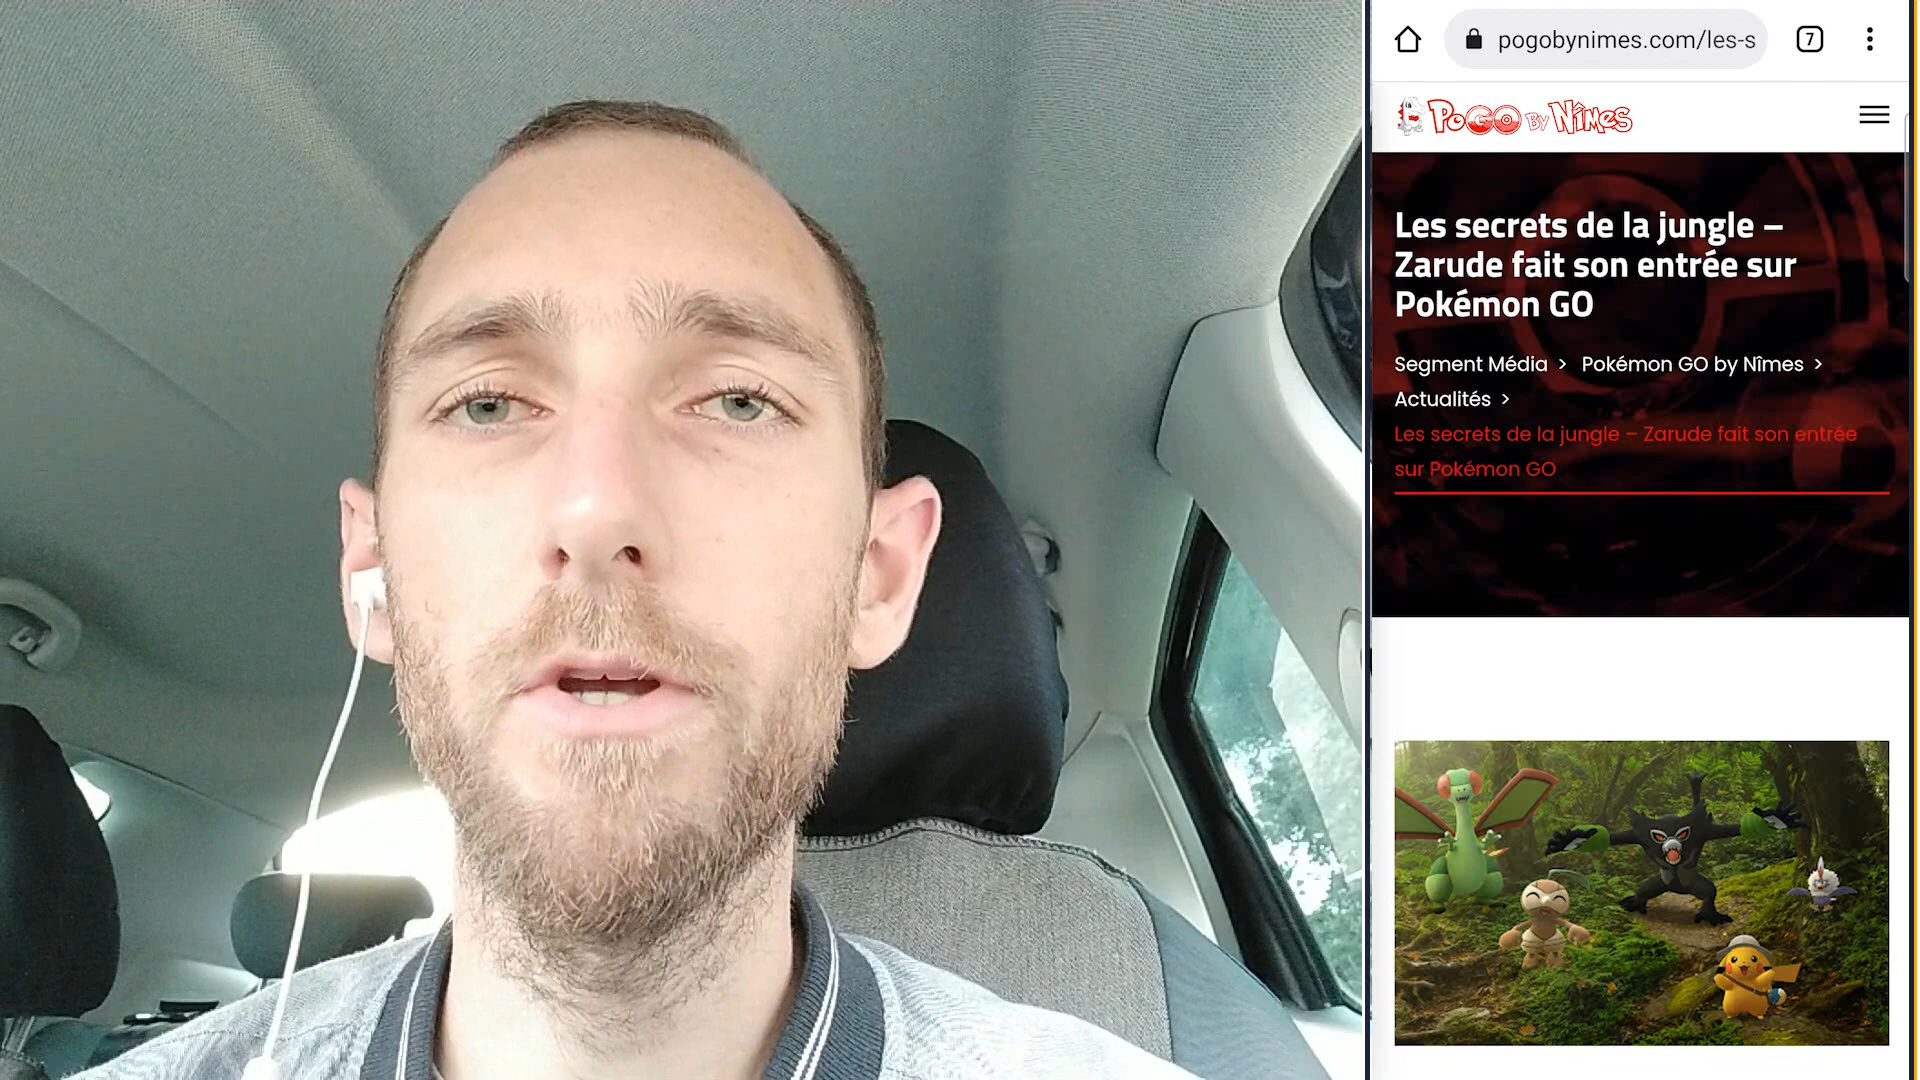 pogobynimes.com/les-s
7
PoGO BY Nîmes
Les secrets de la jungle –
Zarude fait son entrée sur
Pokémon GO
Segment Média > Pokémon GO by Nîmes >
Actualités >
Les secrets de la jungle – Zarude fait son entrée
sur Pokémon GO